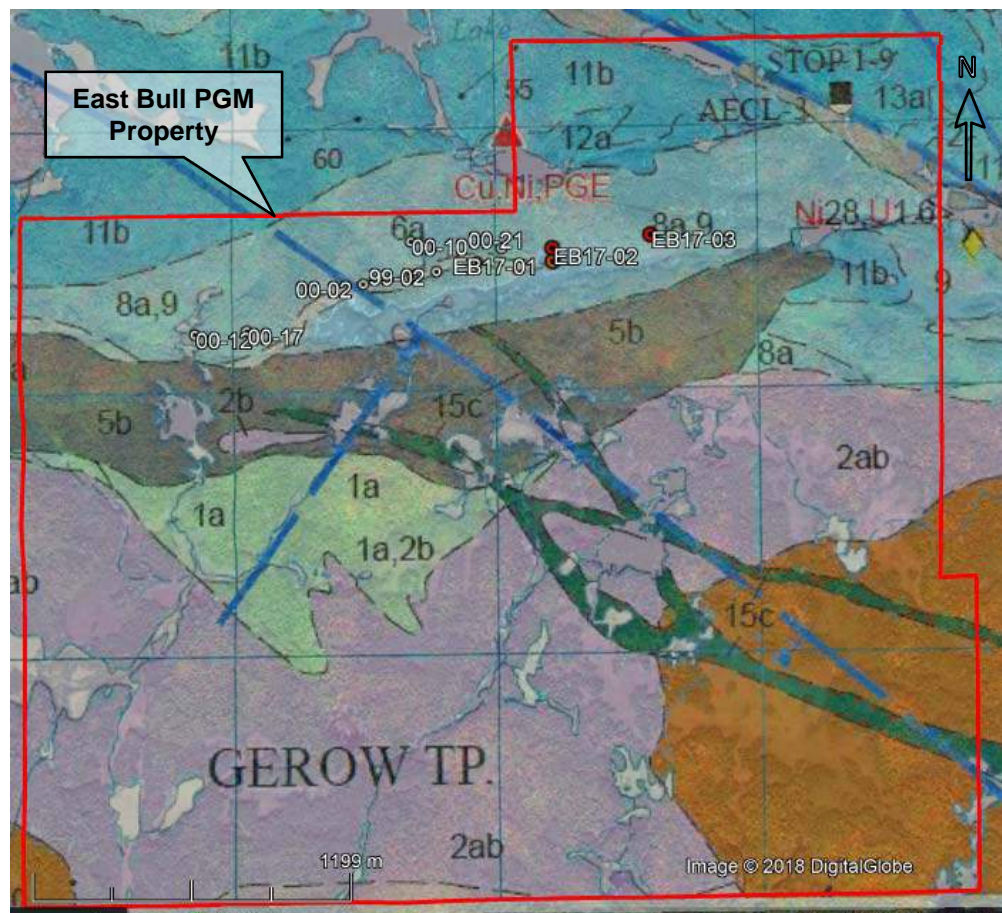 11b
Lake
STOP 1-9
N
East Bull PGM
Property
55
11b
13a
AECL-3
12a
60
Cu,Ni,PGE
11b
6a
8a,9
Ni28,U1.6
00-10
00-21
EB17-03
EB17-01
EB17-02
9
11b
99-02
00-02
8a,9
00-12
00-17
5b
8a
2b
15c
5b
2ab
1a
1a
1a,2b
ab
15c
GEROW TP.
2ab
1199 m
Image © 2018 DigitalGlobe